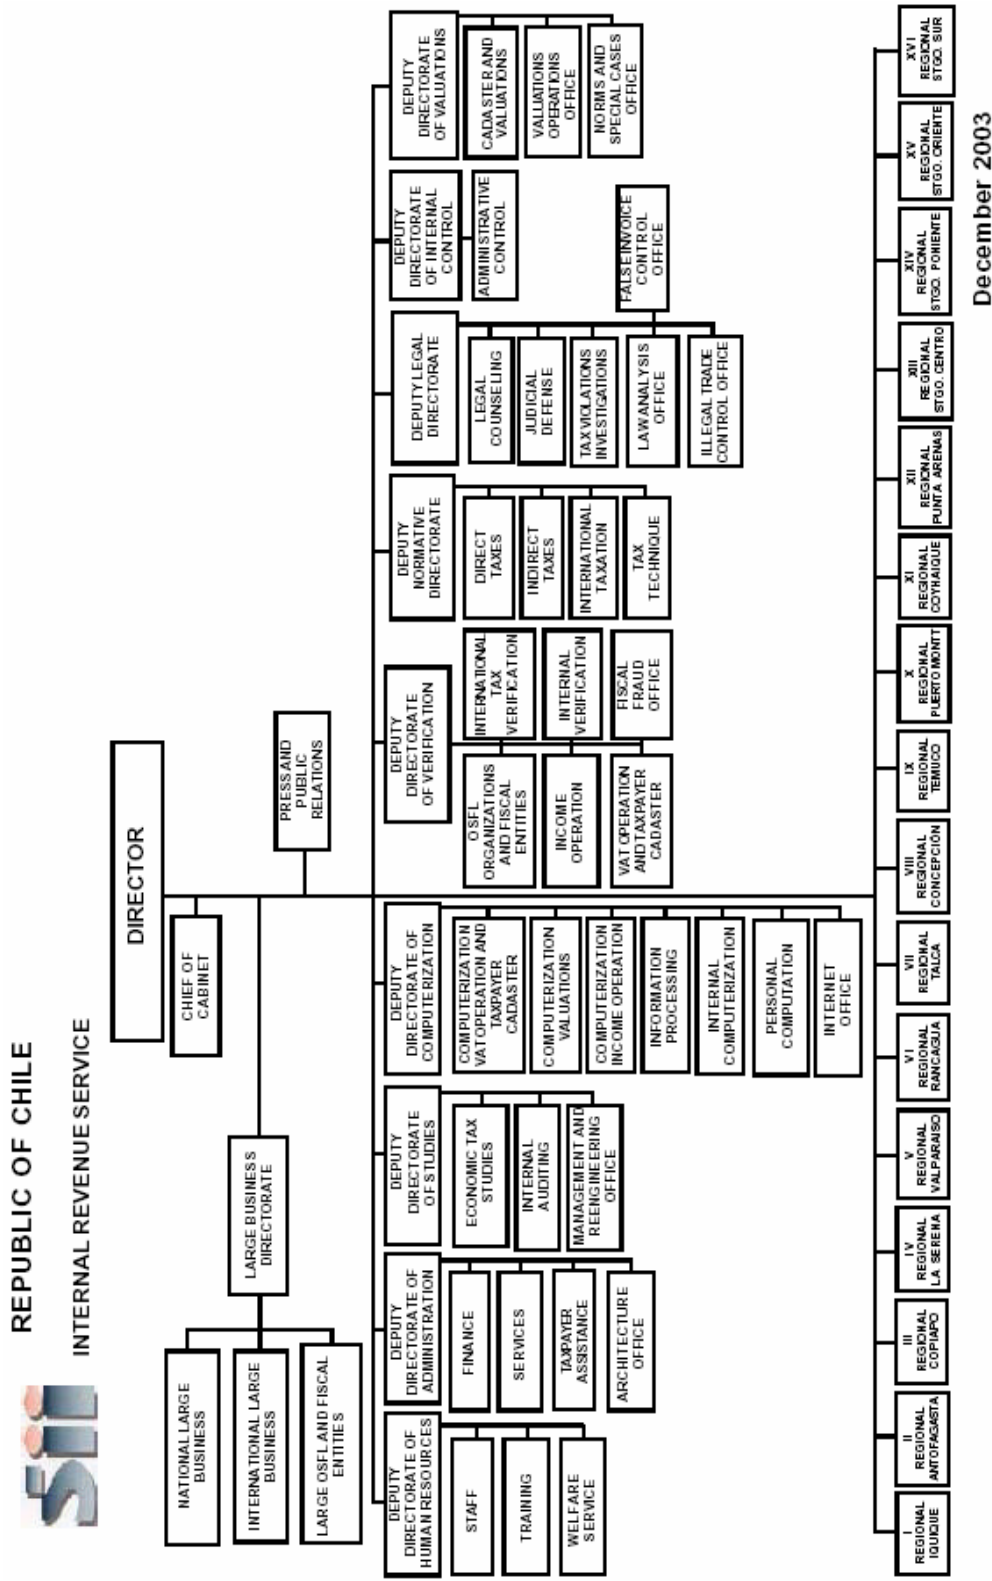 REPUBLIC OF CHILE
INTERNAL REVENUE SERVICE
Sii
DIRECTOR
CHIEF OF
CABINET
PRESS AND
PUBLIC
RELATIONS
LARGE BUSINESS
DIRECTORATE
NATIONAL LARGE
BUSINESS
INTERNATIONAL LARGE
BUSINESS
LARGE OSFL AND FISCAL
ENTITIES
DEPUTY
DIRECTORATE OF
HUMAN RESOURCES
STAFF
TRAINING
WELFARE
SERVICE
DEPUTY
DIRECTORATE OF
ADMINISTRATION
FINANCE
SERVICES
TAXPAYER
ASSISTANCE
ARCHITECTURE
OFFICE
DEPUTY
DIRECTORATE
OF STUDIES
ECONOMIC TAX
STUDIES
INTERNAL
AUDITING
MANAGEMENT AND
REENGINEERING
OFFICE
DEPUTY
DIRECTORATE OF
COMPUTERIZATION
COMPUTERIZATION
VAT OPERATION AND
TAXPAYER
CADASTER
COMPUTERIZATION
VALUATIONS
COMPUTERIZATION
INCOME OPERATION
INFORMATION
PROCESSING
INTERNAL
COMPUTERIZATION
PERSONAL
COMPUTATION
INTERNET
OFFICE
DEPUTY
DIRECTORATE
OF VERIFICATION
OSFL
ORGANIZATIONS
AND FISCAL
ENTITIES
INTERNATIONAL
TAX
VERIFICATION
INCOME
OPERATION
INTERNAL
VERIFICATION
VAT OPERATION
AND TAXPAYER
CADASTER
FISCAL
FRAUD
OFFICE
DEPUTY
NORMATIVE
DIRECTORATE
DIRECT
TAXES
INDIRECT
TAXES
INTERNATIONAL
TAXATION
TAX
TECHNIQUE
DEPUTY LEGAL
DIRECTORATE
LEGAL
COUNSELING
JUDICIAL
DEFENSE
TAX VIOLATIONS
INVESTIGATIONS
LAW ANALYSIS
OFFICE
FALSE INVOICE
CONTROL
OFFICE
ILLEGAL TRADE
CONTROL OFFICE
DEPUTY
DIRECTORATE
OF INTERNAL
CONTROL
ADMINISTRATIVE
CONTROL
DEPUTY
DIRECTORATE
OF VALUATIONS
CADASTER AND
VALUATIONS
VALUATIONS
OPERATIONS
OFFICE
NORMS AND
SPECIAL CASES
OFFICE
I
REGIONAL
IQUIQUE
II
REGIONAL
ANTOFAGASTA
III
REGIONAL
COPIAPO
IV
REGIONAL
LA SERENA
V
REGIONAL
VALPARAISO
VI
REGIONAL
RANCAGUA
VII
REGIONAL
TALCA
VIII
REGIONAL
CONCEPCIÓN
IX
REGIONAL
TEMUCO
X
REGIONAL
PUERTO MONTT
XI
REGIONAL
COYHAIQUE
XII
REGIONAL
PUNTA ARENAS
XIII
REGIONAL
STGO. CENTRO
XIV
REGIONAL
STGO. PONIENTE
XV
REGIONAL
STGO. ORIENTE
XVI
REGIONAL
STGO. SUR
December 2003